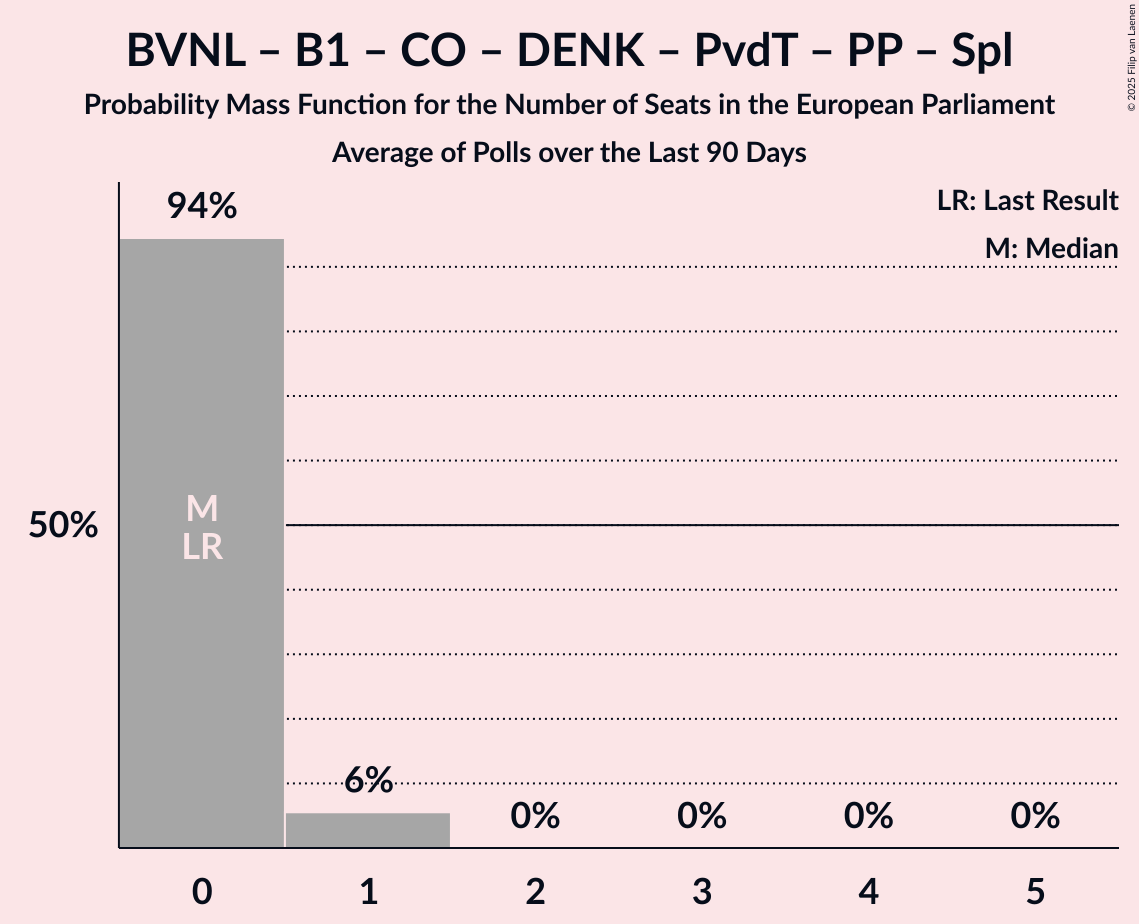 BVNL – B1 – CO – DENK – PvdT – PP – Spl
Probability Mass Function for the Number of Seats in the European Parliament
Average of Polls over the Last 90 Days
© 2025 Filip van Laenen
LR: Last Result
M: Median
94%
M
LR
50%
6%
0%
0%
0%
0%
0
1
2
3
4
5